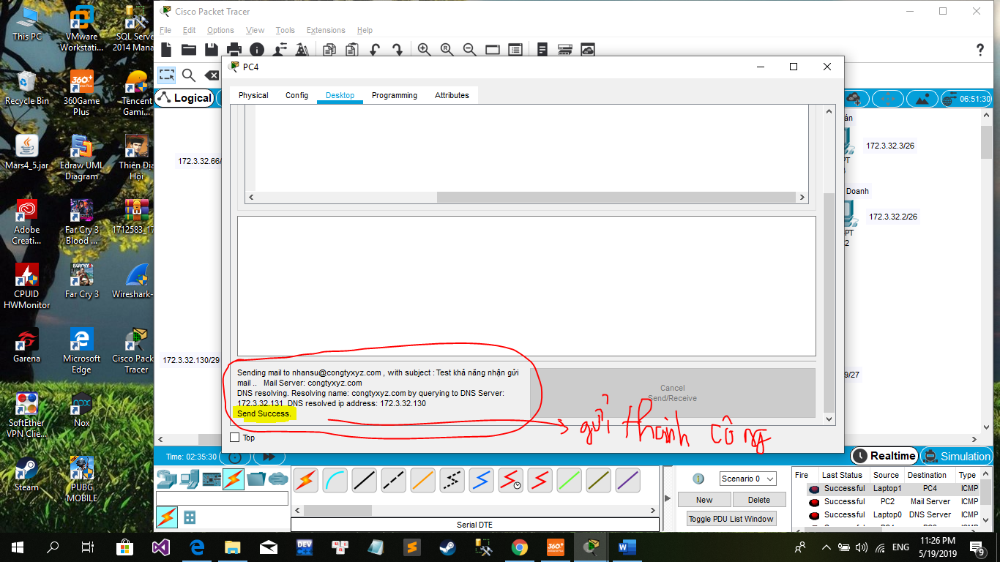 This PC
VMware Workstati...
SQL Serve 2014 Mana
Recycle Bin
360Game Plus
Tencent Gami...
Mars4_5.jar
Edraw UML Diagram
Thiên Địa Hội
Adobe Creati...
Far Cry 3 Blood ...
1712583_17
CPUID HWMonitor
Far Cry 3
Wireshark-
Garena
Microsoft Edge
Cisco Pack Tracer
SoftEther VPN Clie...
Nox
Steam
PUBG MOBILE
Cisco Packet Tracer
File Edit Options View Tools Extensions Help
Logical
06:51:30
PC4
Physical Config Desktop Programming Attributes
172.3.32.66/
172.3.32.130/29
án
172.3.32.3/26
PT
Doanh
172.3.32.2/26
PT
2
9/27
Sending mail to nhansu@congtyxyz.com , with subject : Test khả năng nhận gửi
mail .. Mail Server: congtyxyz.com
DNS resolving. Resolving name: congtyxyz.com by querying to DNS Server:
172.3.32.131 DNS resolved ip address: 172.3.32.130
Send Success.
Cancel
Send/Receive
gửi thành công
Top
Time: 02:35:30
Realtime
Simulation
Scenario 0
New
Delete
Toggle PDU List Window
Serial DTE
Fire Last Status Source Destination Type
Successful Laptop1 PC4 ICMP
Successful PC2 Mail Server ICMP
Successful Laptop0 DNS Server ICMP
ENG
11:26 PM
5/19/2019
9